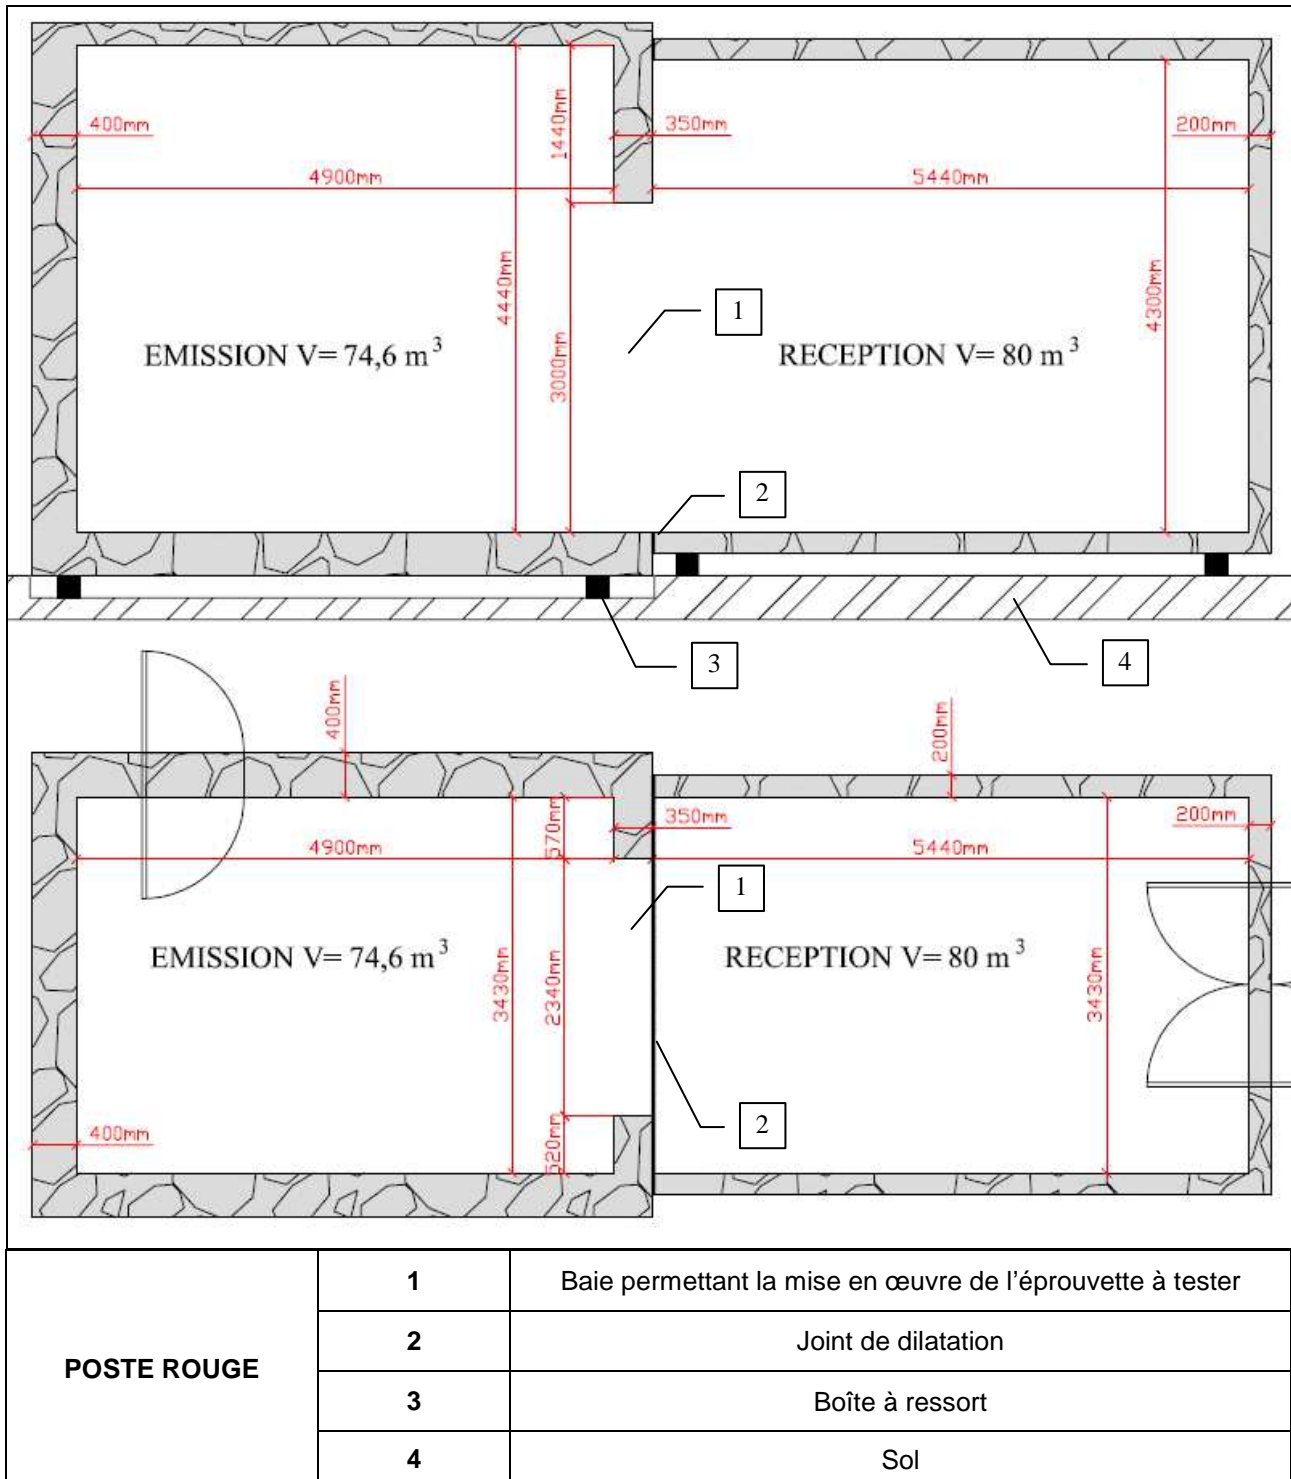 400mm
1440mm
350mm
200mm
4900mm
5440mm
4440mm
4300mm
1
EMISSION V= 74,6 m³
3000mm
RECEPTION V= 80 m³
2
3
4
400mm
200mm
350mm
200mm
570mm
4900mm
5440mm
1
EMISSION V= 74,6 m³
RECEPTION V= 80 m³
3430mm
2340mm
3430mm
2
400mm
520mm
POSTE ROUGE
1 Baie permettant la mise en œuvre de l’éprouvette à tester
2 Joint de dilatation
3 Boîte à ressort
4 Sol